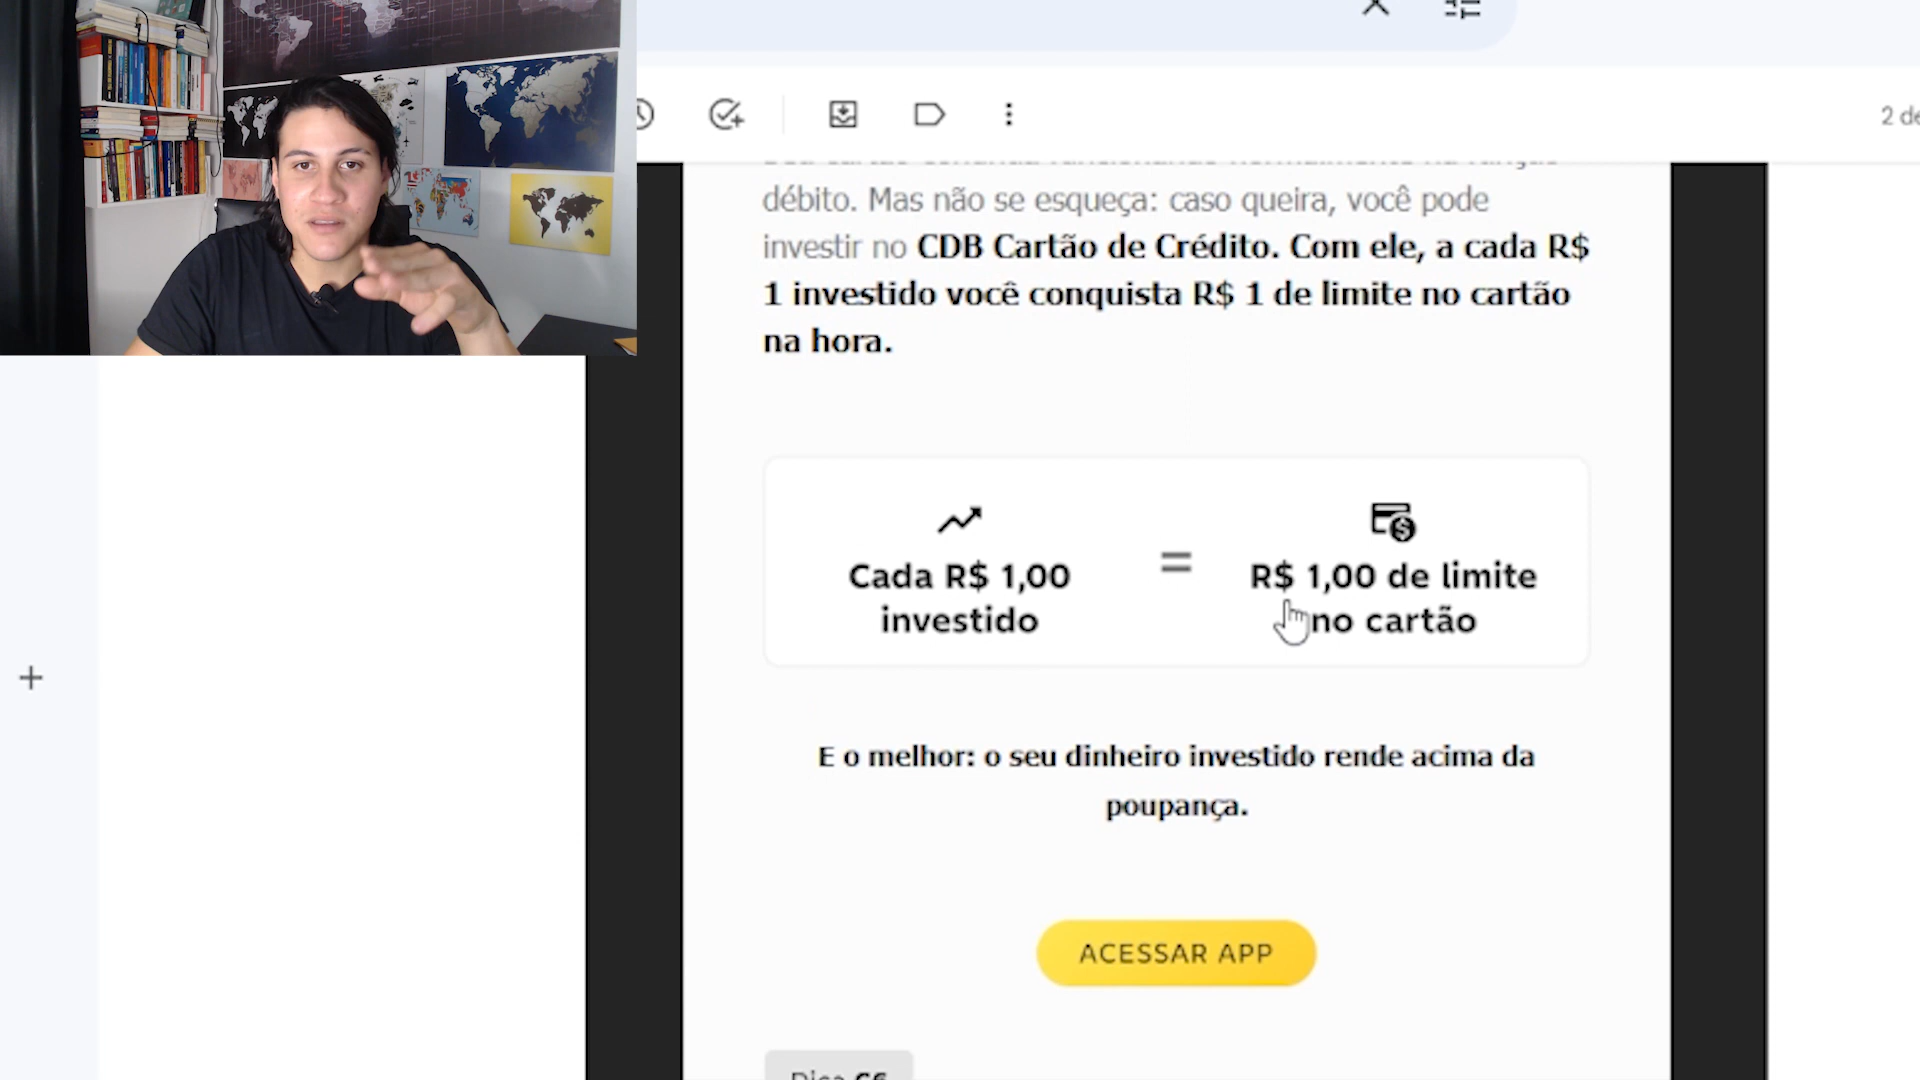 2 de
débito. Mas não se esqueça: caso queira, você pode
investir no CDB Cartão de Crédito. Com ele, a cada R$
1 investido você conquista R$ 1 de limite no cartão
na hora.
Cada R$ 1,00
investido
=
R$ 1,00 de limite
no cartão
E o melhor: o seu dinheiro investido rende acima da
poupança.
ACESSAR APP